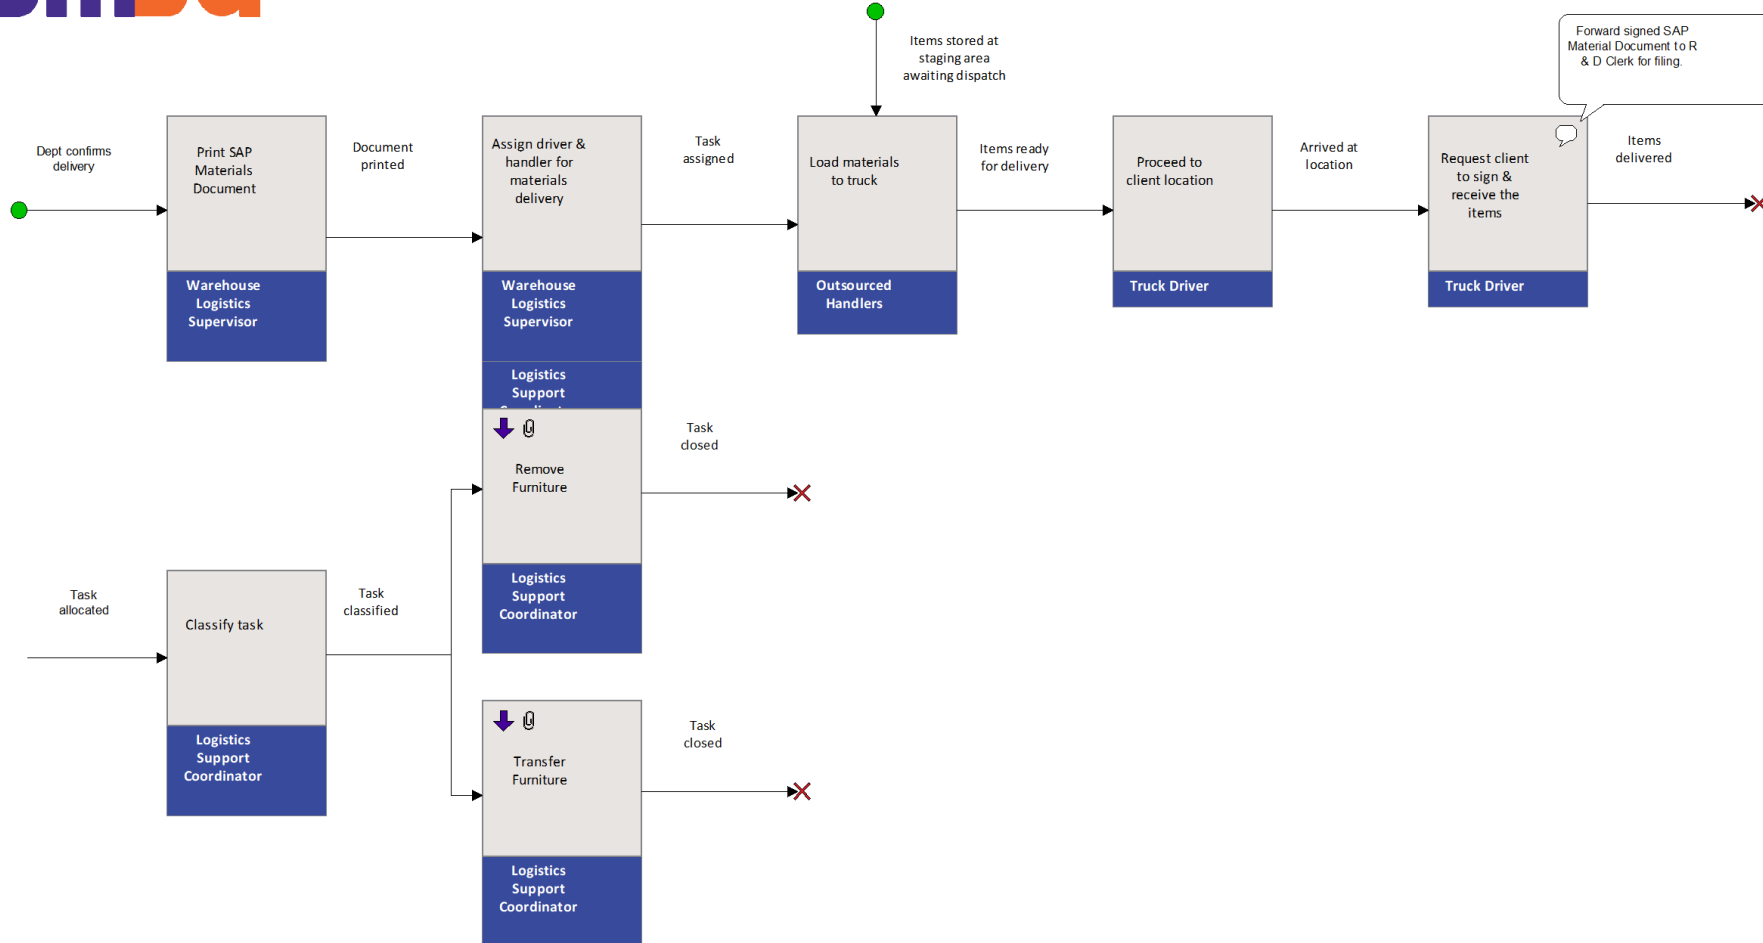 Items stored at
staging area
awaiting dispatch
Forward signed SAP
Material Document to R
& D Clerk for filing.
Dept confirms
delivery
Print SAP
Materials
Document
Warehouse
Logistics
Supervisor
Document
printed
Assign driver &
handler for
materials
delivery
Warehouse
Logistics
Supervisor
Logistics
Support
Task
assigned
Load materials
to truck
Outsourced
Handlers
Items ready
for delivery
Proceed to
client location
Truck Driver
Arrived at
location
Request client
to sign &
receive the
items
Truck Driver
Items
delivered
Remove
Furniture
Logistics
Support
Coordinator
Task
closed
Task
allocated
Classify task
Logistics
Support
Coordinator
Task
classified
Transfer
Furniture
Logistics
Support
Coordinator
Task
closed